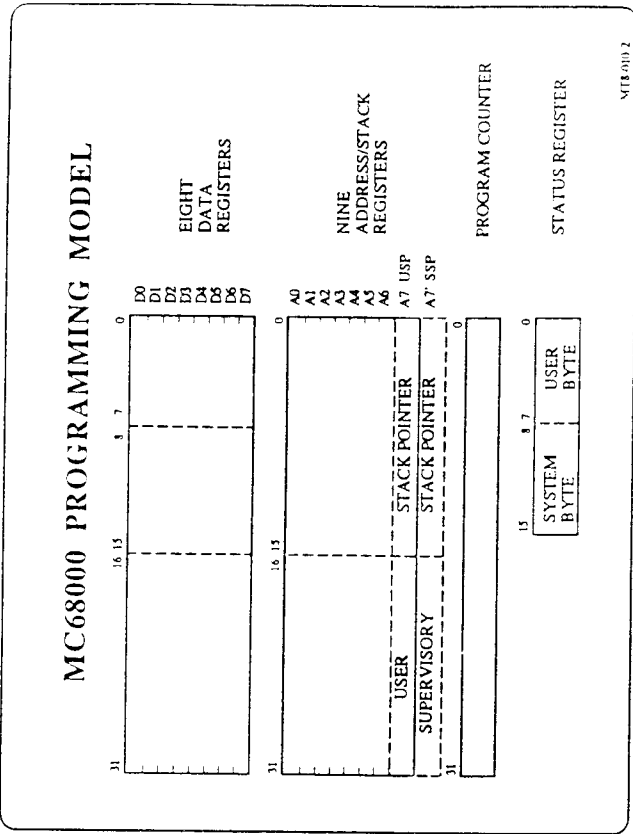 MC68000 PROGRAMMING MODEL
31 16 15 8 7 0
D0
D1
D2
D3
D4
D5
D6
D7
EIGHT
DATA
REGISTERS
31 16 15 0
A0
A1
A2
A3
A4
A5
A6
USER STACK POINTER A7 USP
SUPERVISORY STACK POINTER A7' SSP
NINE
ADDRESS/STACK
REGISTERS
31 0
PROGRAM COUNTER
15 8 7 0
SYSTEM
BYTE
USER
BYTE
STATUS REGISTER
MT8-010-2